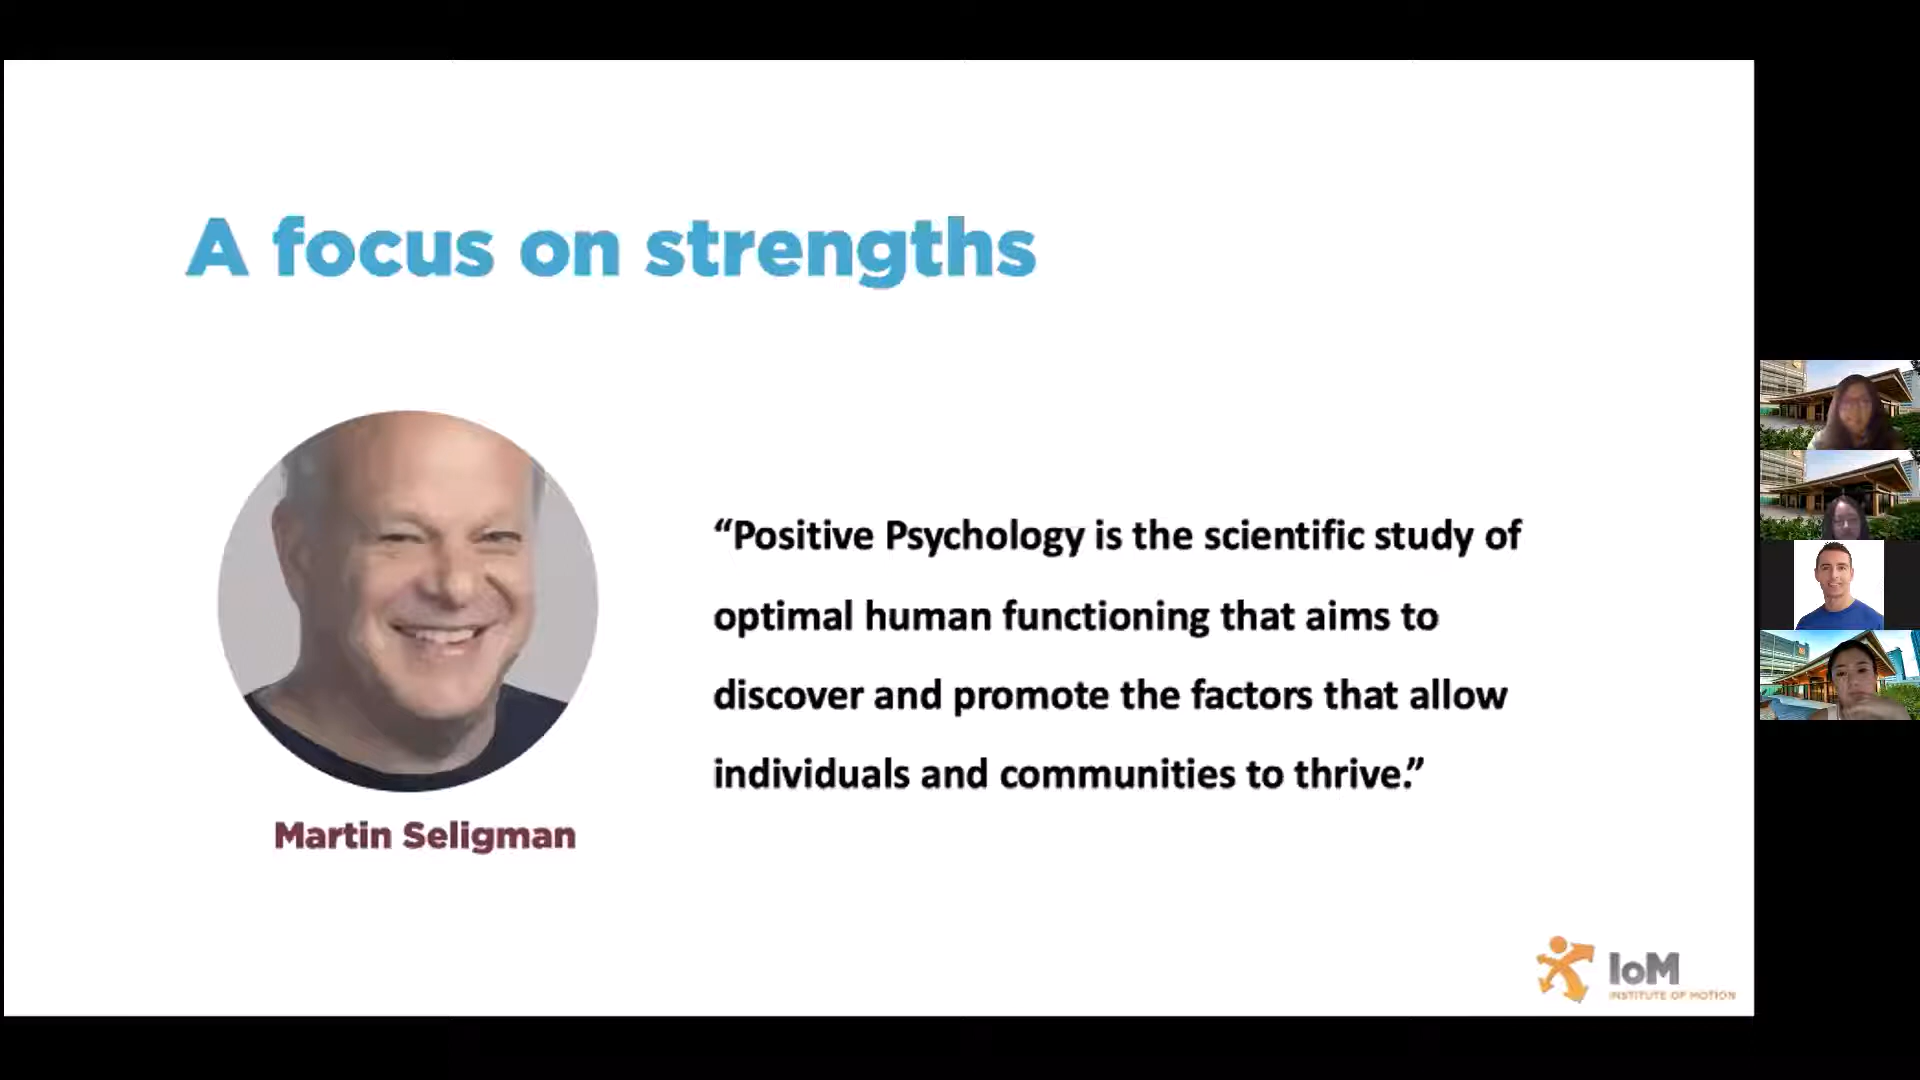 A focus on strengths
“Positive Psychology is the scientific study of
optimal human functioning that aims to
discover and promote the factors that allow
individuals and communities to thrive.”
Martin Seligman
IoM
INSTITUTE OF MOTION